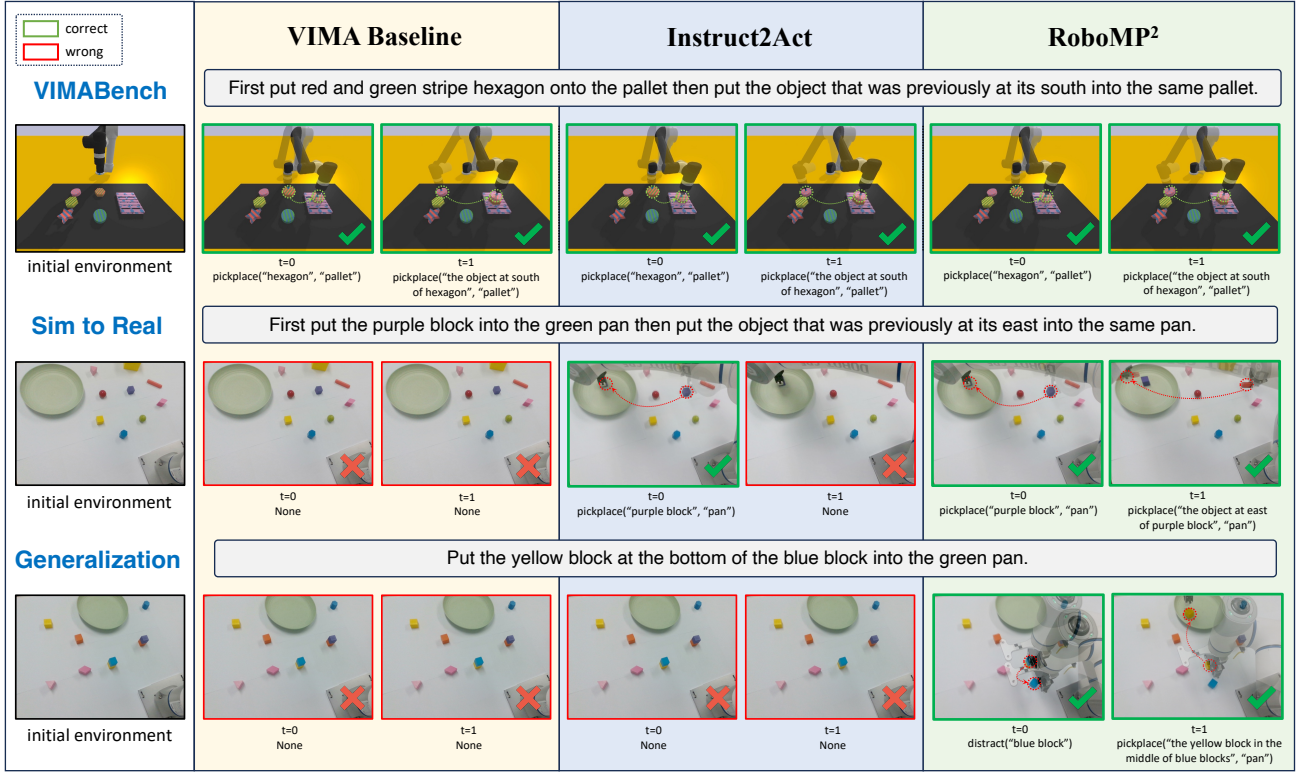 correct
wrong
VIMA Baseline
Instruct2Act
RoboMP²
VIMABench
First put red and green stripe hexagon onto the pallet then put the object that was previously at its south into the same pallet.
initial environment
t=0
pickplace(“hexagon”, “pallet”)
t=1
pickplace(“the object at south
of hexagon”, “pallet”)
t=0
pickplace(“hexagon”, “pallet”)
t=1
pickplace(“the object at south
of hexagon”, “pallet”)
t=0
pickplace(“hexagon”, “pallet”)
t=1
pickplace(“the object at south
of hexagon”, “pallet”)
Sim to Real
First put the purple block into the green pan then put the object that was previously at its east into the same pan.
initial environment
t=0
None
t=1
None
t=0
pickplace(“purple block”, “pan”)
t=1
None
t=0
pickplace(“purple block”, “pan”)
t=1
pickplace(“the object at east
of purple block”, “pan”)
Generalization
Put the yellow block at the bottom of the blue block into the green pan.
initial environment
t=0
None
t=1
None
t=0
None
t=1
None
t=0
distract(“blue block”)
t=1
pickplace(“the yellow block in the
middle of blue blocks”, “pan”)